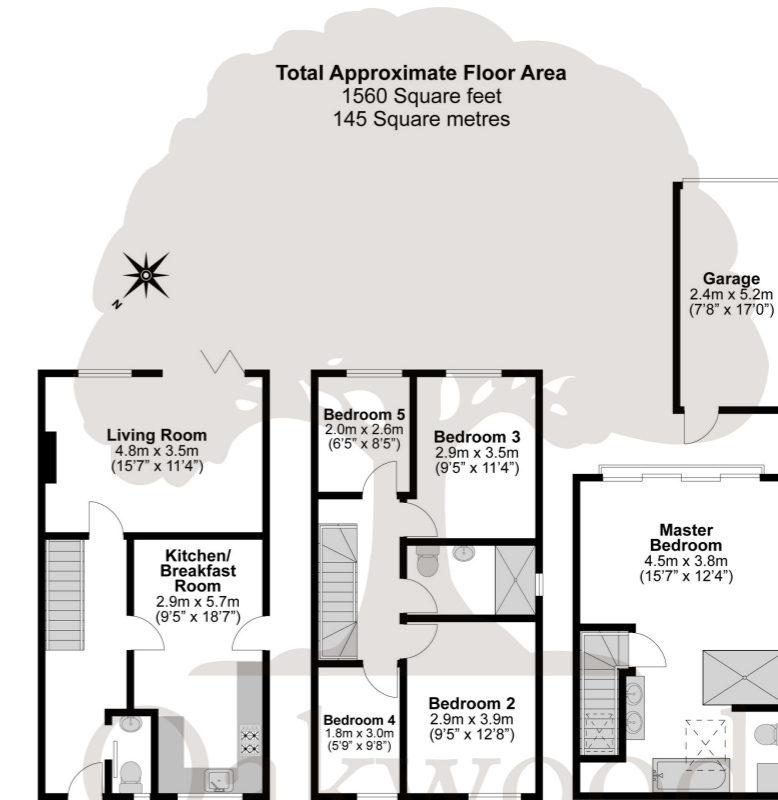 Total Approximate Floor Area
1560 Square feet
145 Square metres
N
Garage
2.4m x 5.2m
(7'8” x 17'0”)
Living Room
4.8m x 3.5m
(15'7” x 11'4”)
Kitchen/
Breakfast
Room
2.9m x 5.7m
(9'5” x 18'7”)
Bedroom 5
2.0m x 2.6m
(6'5” x 8'5”)
Bedroom 3
2.9m x 3.5m
(9'5” x 11'4”)
Bedroom 4
1.8m x 3.0m
(5'9” x 9'8”)
Bedroom 2
2.9m x 3.9m
(9'5” x 12'8”)
Master
Bedroom
4.5m x 3.8m
(15'7” x 12'4”)
Oakwood